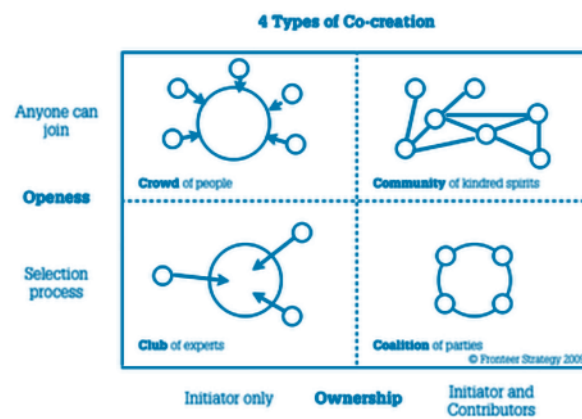 4 Types of Co-creation
Anyone can
join
Crowd of people
Community of kindred spirits
Openess
Selection
process
Club of experts
Coalition of parties
© Fronteer Strategy 2009
Initiator only
Ownership
Initiator and
Contributors